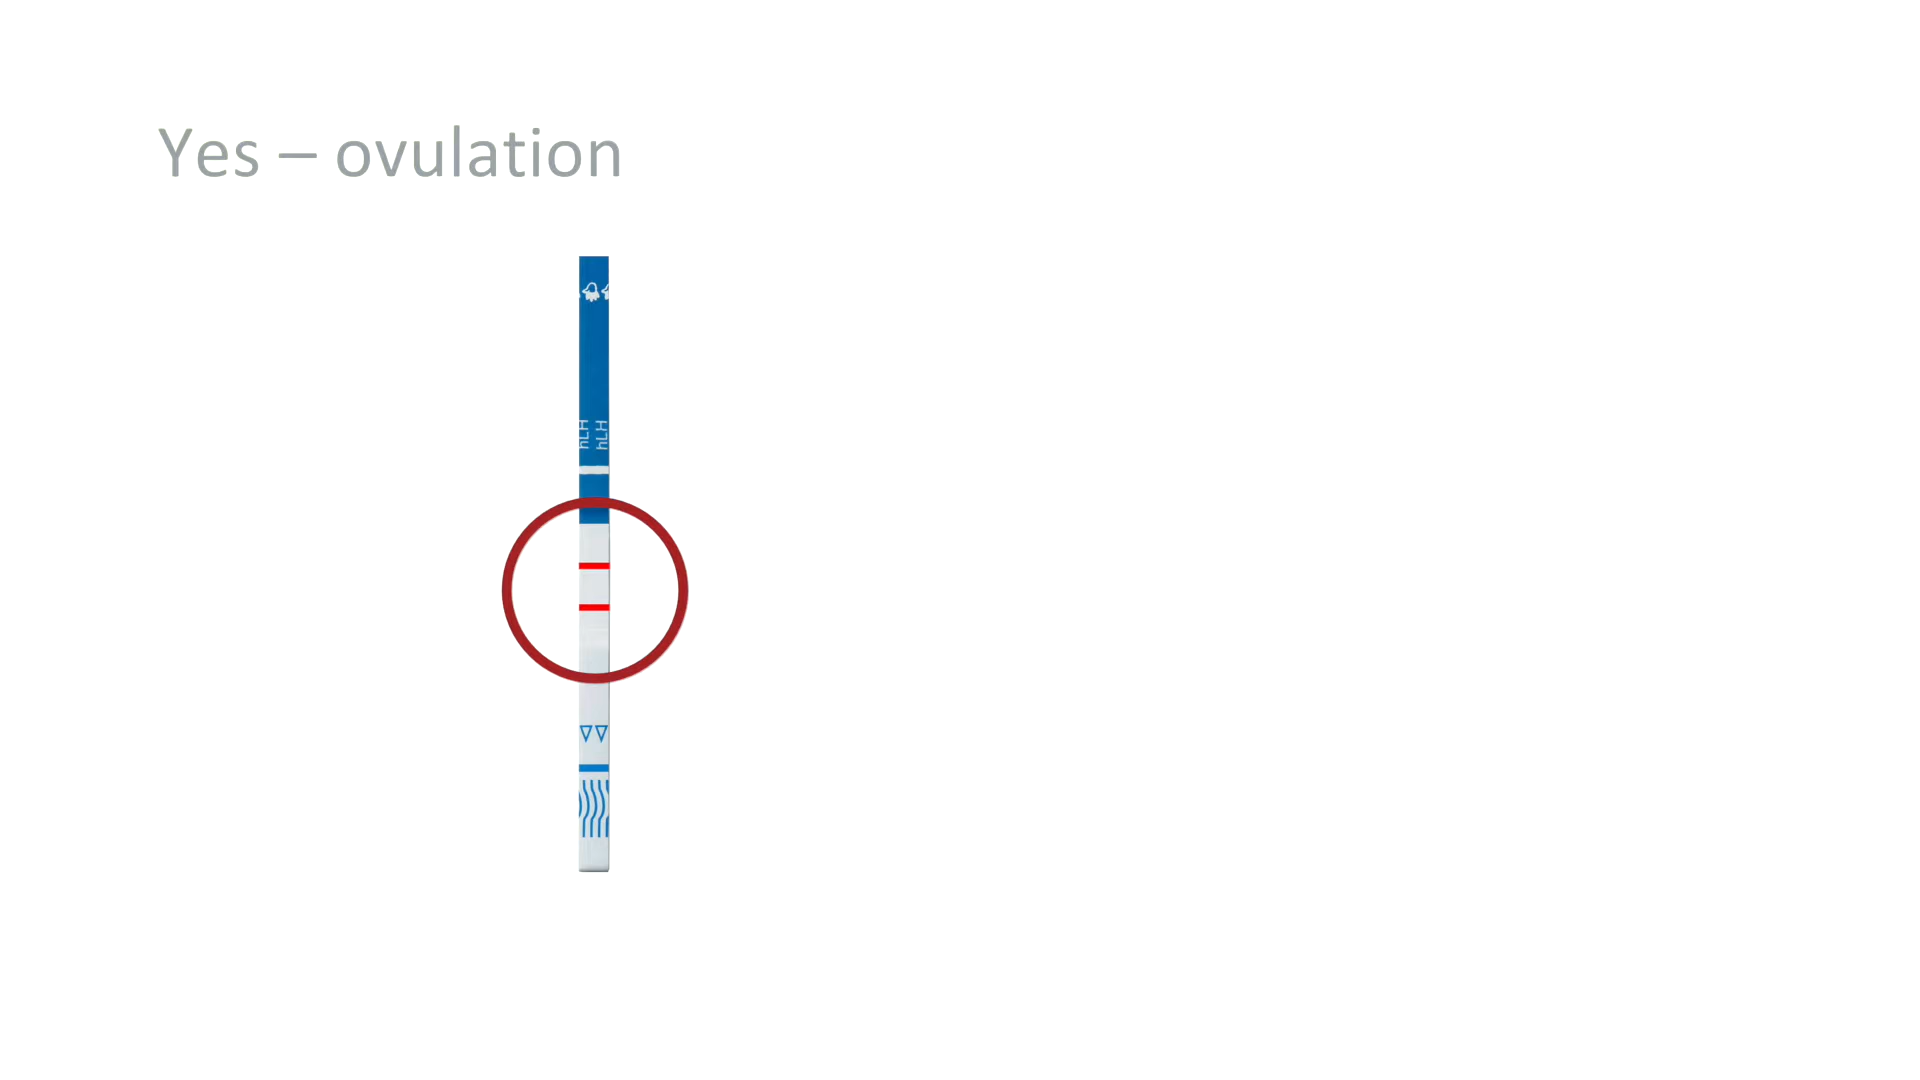 Yes – ovulation
hLH
hLH